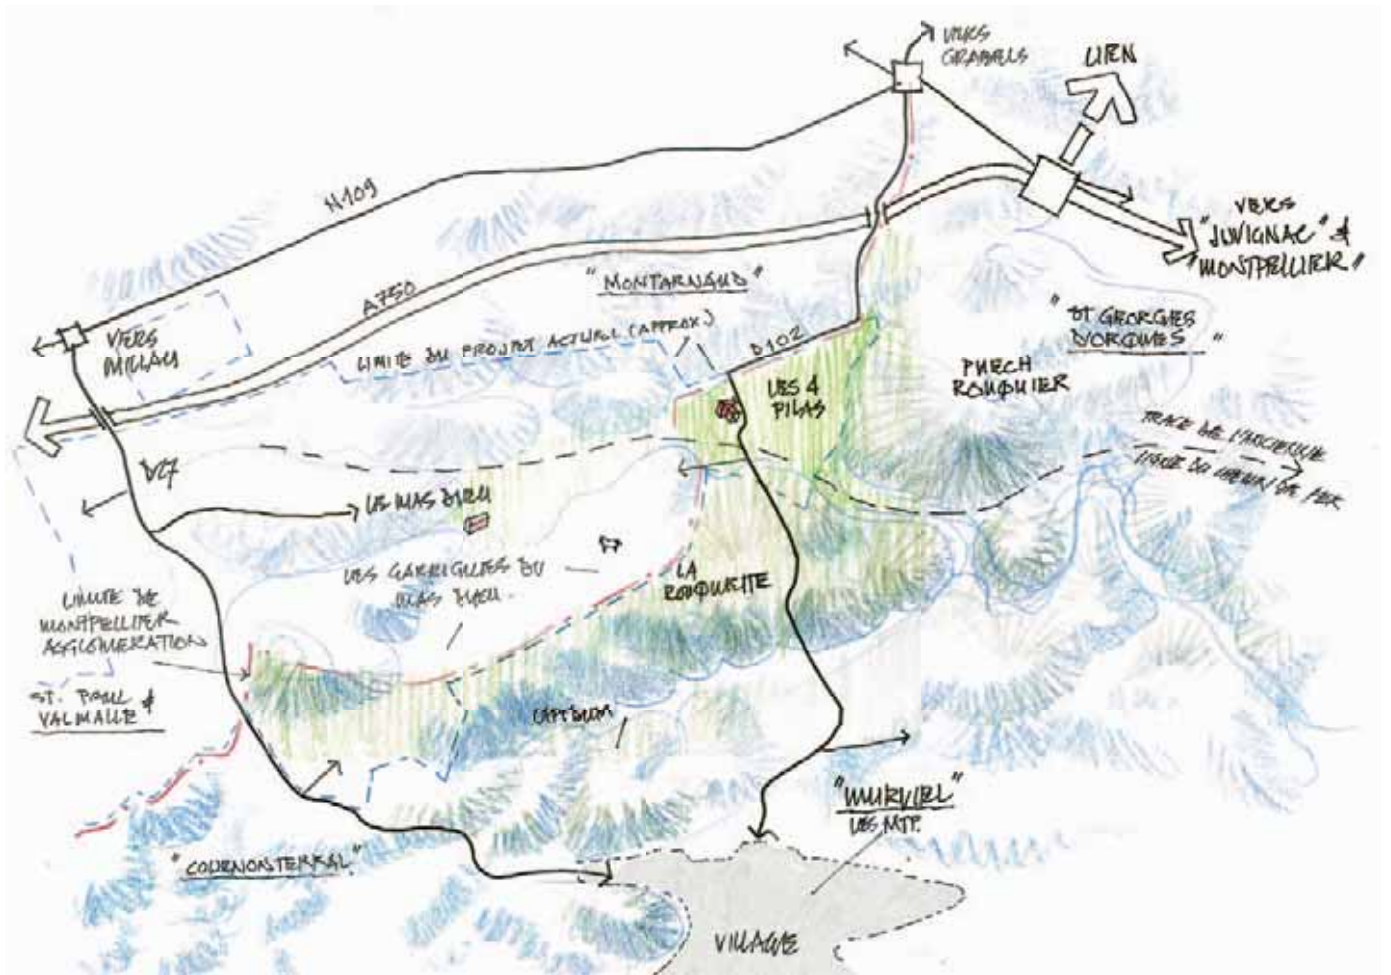 VERS
GRABELS
LIEN
N109
VERS
"JUVIGNAC" &
"MONTPELLIER"
A750
"MONTARNAUD"
VERS
MILLAU
LIMITE DU PROJET ACTUEL (APPROX.)
D102
"ST GEORGES
D'ORQUES"
LES 4
PILAS
PUECH
ROUQUIER
TRACE DE L'ANCIENNE
LIGNE DU CHEMIN DE FER
D27
LE MAS DIEU
LES GARRIGUES DU
MAS DIEU
LA
ROUQUETTE
LIMITE DE
MONTPELLIER
AGGLOMERATION
ST. PAUL &
VALMALLE
OPPIDUM
"MURVIEL"
LES MTP.
"COURNONTERRAL"
VILLAGE